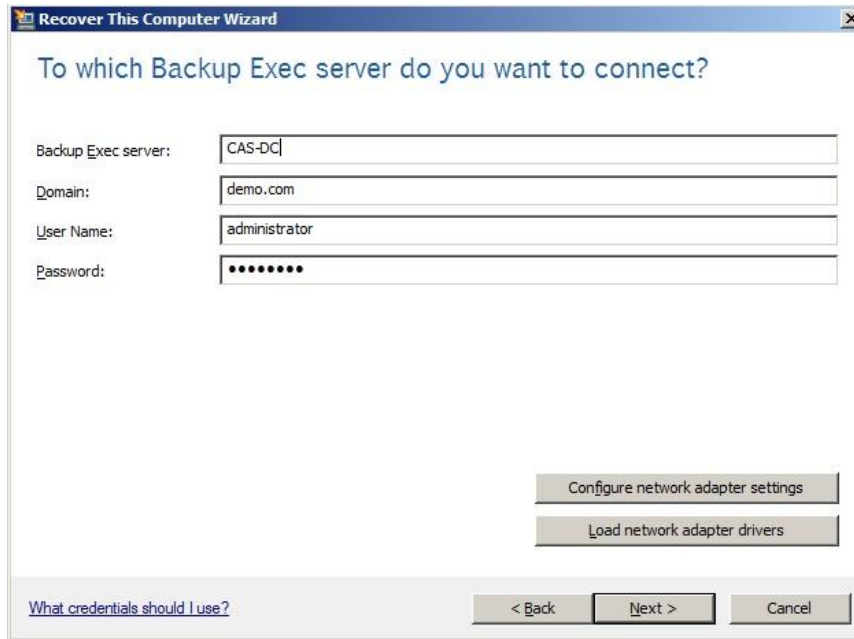 Recover This Computer Wizard
To which Backup Exec server do you want to connect?
Backup Exec server: CAS-DC
Domain: demo.com
User Name: administrator
Password: ••••••••
Configure network adapter settings
Load network adapter drivers
What credentials should I use? < Back Next > Cancel